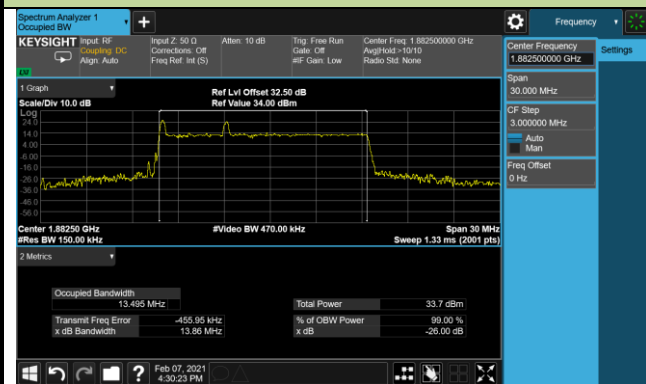 Spectrum Analyzer 1
Occupied BW
Frequency
KEYSIGHT
Input: RF
Coupling: DC
Align: Auto
Input Z: 50 Ω
Corrections: Off
Freq Ref: Int (S)
Atten: 10 dB
Trig: Free Run
Gate: Off
#IF Gain: Low
Center Freq: 1.882500000 GHz
Avg|Hold:>10/10
Radio Std: None
Center Frequency
1.882500000 GHz
Settings
Span
30.000 MHz
CF Step
3.000000 MHz
Auto
Man
Freq Offset
0 Hz
1 Graph
Scale/Div 10.0 dB
Ref Lvl Offset 32.50 dB
Ref Value 34.00 dBm
Log
24.0
14.0
4.00
-6.00
-16.0
-26.0
-36.0
-46.0
-56.0
Center 1.88250 GHz
#Res BW 150.00 kHz
#Video BW 470.00 kHz
Span 30 MHz
Sweep 1.33 ms (2001 pts)
2 Metrics
Occupied Bandwidth
13.495 MHz
Total Power
33.7 dBm
Transmit Freq Error
-455.95 kHz
% of OBW Power
99.00 %
x dB Bandwidth
13.86 MHz
x dB
-26.00 dB
Feb 07, 2021
4:30:23 PM